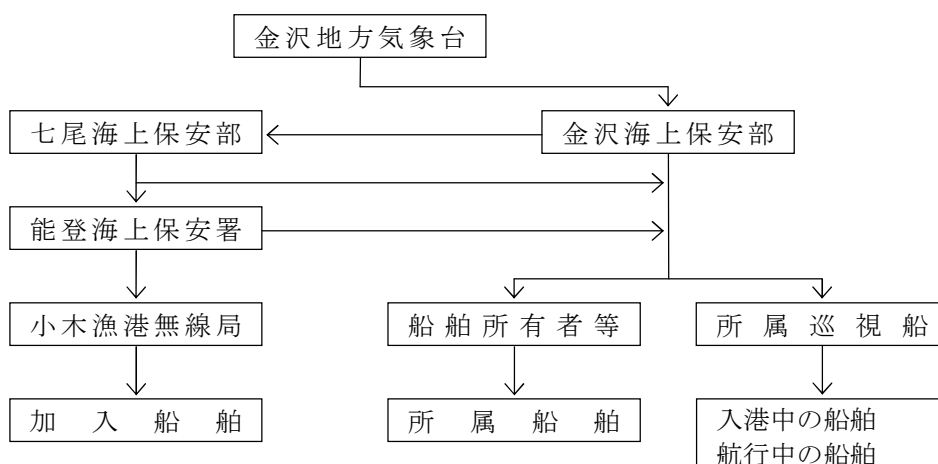 金沢地方気象台
七尾海上保安部
金沢海上保安部
能登海上保安署
小木漁港無線局
船舶所有者等
所属巡視船
加入船舶
所属船舶
入港中の船舶
航行中の船舶